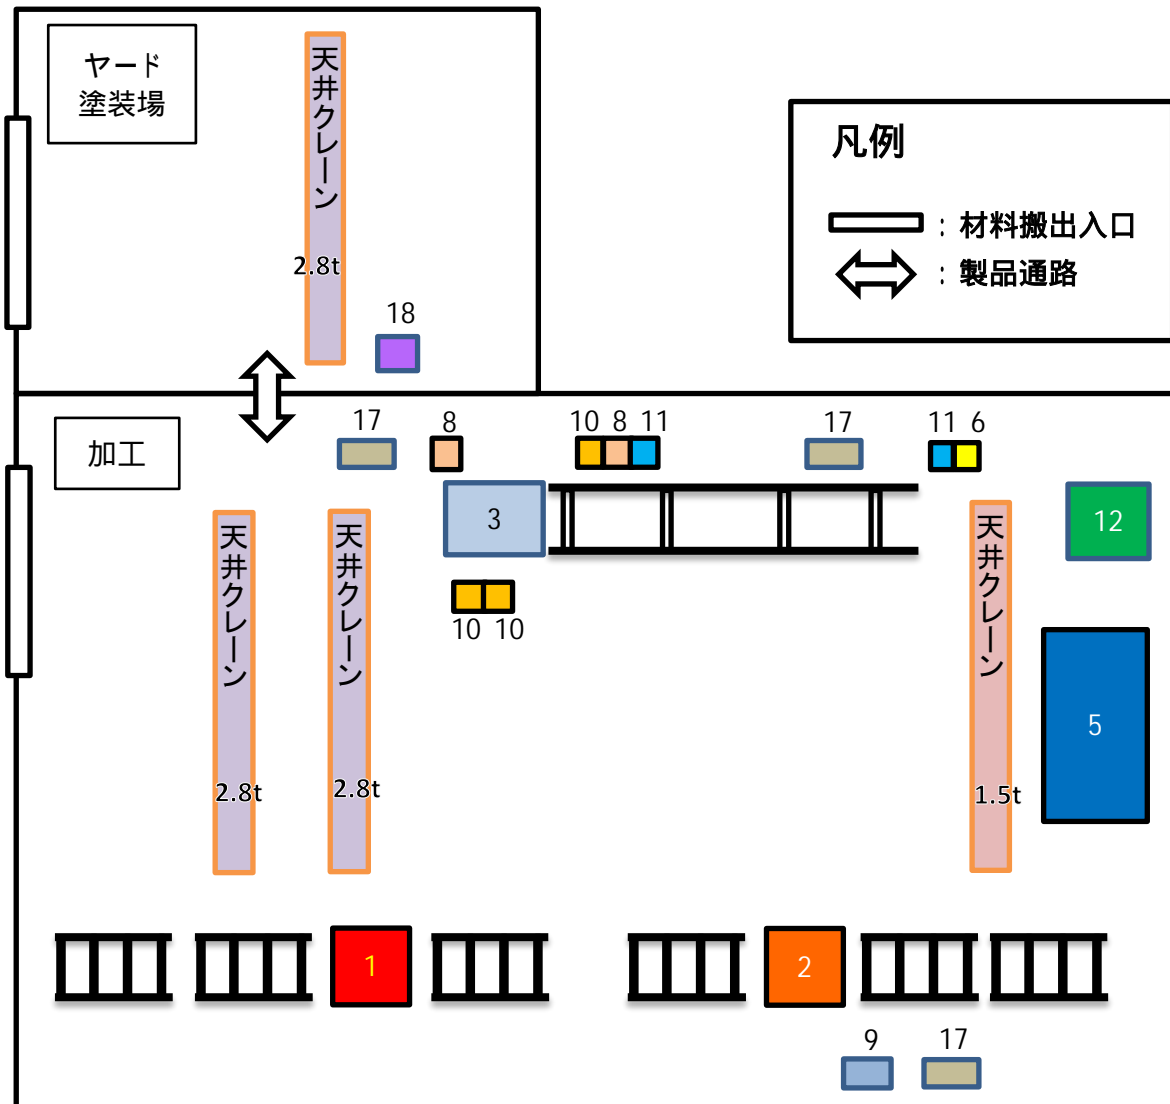 ヤード
塗装場
天井クレーン
2.8t
18
凡例
：材料搬出入口
：製品通路
加工
17
8
10 8 11
17
11 6
3
12
天井クレーン
天井クレーン
天井クレーン
10 10
5
2.8t
2.8t
1.5t
1
2
9
17